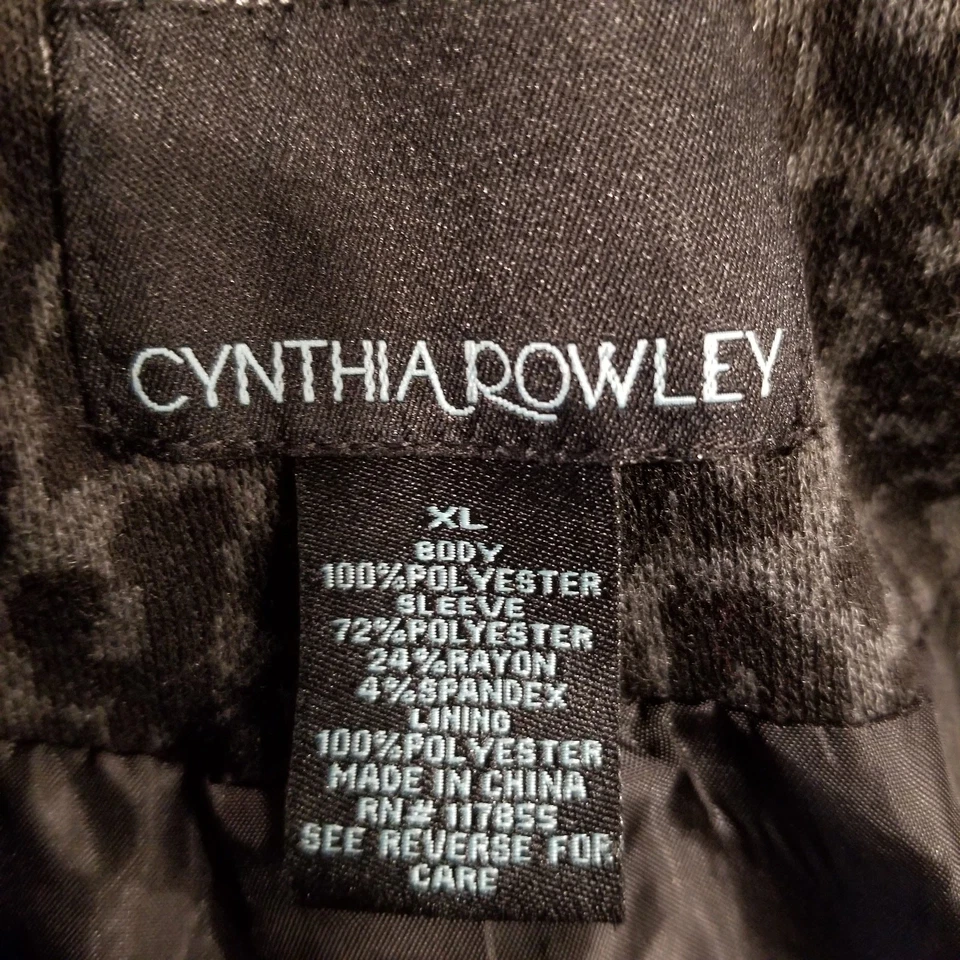 CYNTHIA ROWLEY
XL
BODY
100%POLYESTER
SLEEVE
72%POLYESTER
24%RAYON
4%SPANDEX
LINING
100%POLYESTER
MADE IN CHINA
RN# 117855
SEE REVERSE FOR
CARE